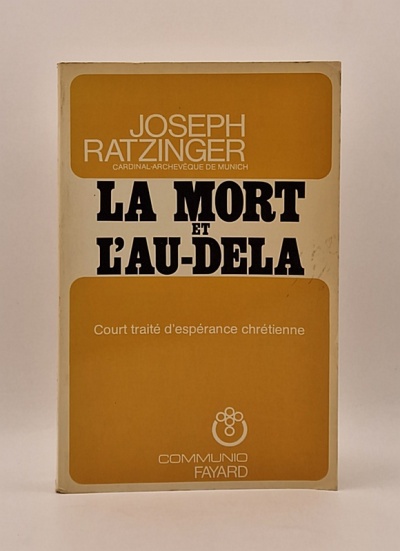 JOSEPH
RATZINGER
CARDINAL-ARCHEVÊQUE DE MUNICH
LA MORT
ET
L'AU-DELA
Court traité d'espérance chrétienne
COMMUNIO
FAYARD